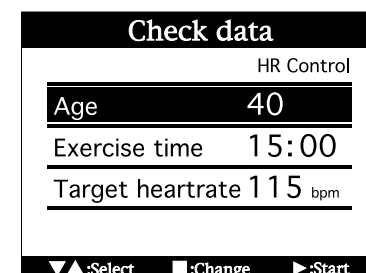 Check data
HR Control
Age 40
Exercise time 15:00
Target heartrate 115 bpm
▼▲:Select ■:Change ▶:Start